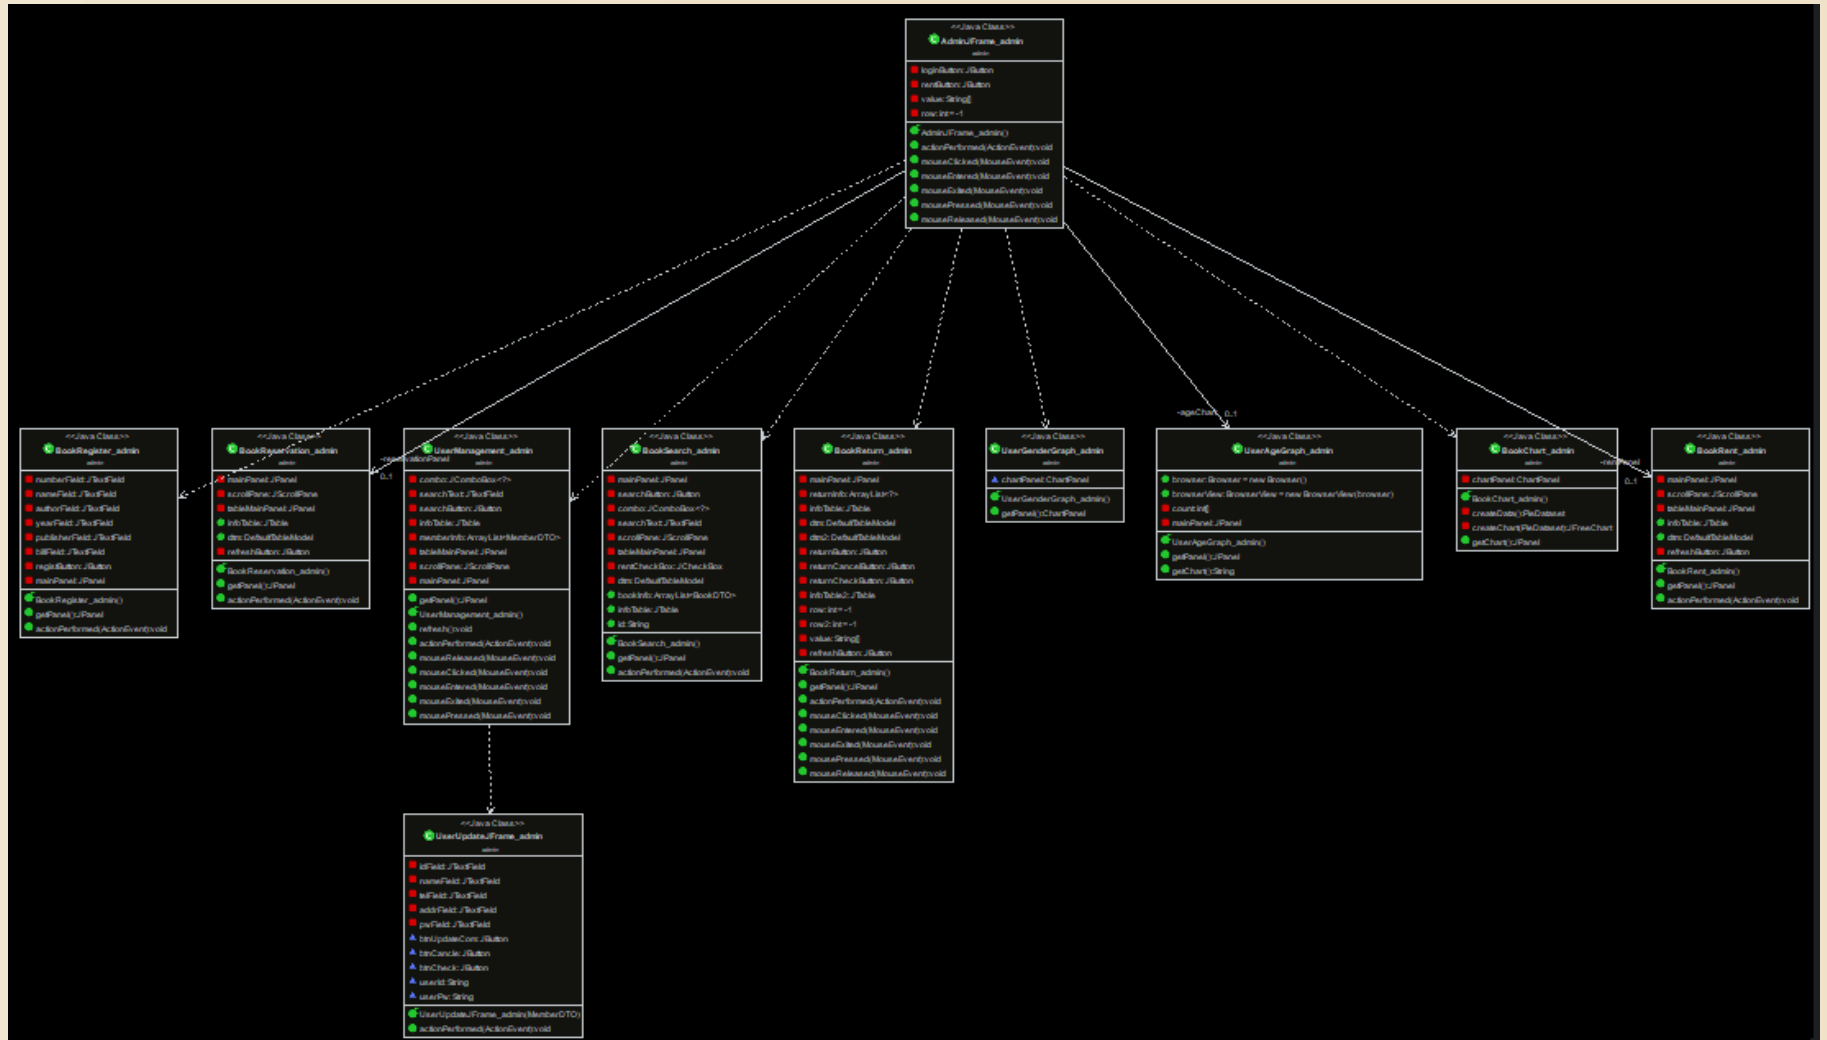 <<Java Class>>
AdminJFrame_admin
admin
loginButton: JButton
rentButton: JButton
value: String[]
row: int = -1
AdminJFrame_admin()
actionPerformed(ActionEvent):void
mouseClicked(MouseEvent):void
mouseEntered(MouseEvent):void
mouseExited(MouseEvent):void
mousePressed(MouseEvent):void
mouseReleased(MouseEvent):void
<<Java Class>>
BookRegister_admin
admin
numberField: JTextField
nameField: JTextField
authorField: JTextField
yearField: JTextField
publisherField: JTextField
billField: JTextField
registButton: JButton
mainPanel: JPanel
BookRegister_admin()
getPanel():JPanel
actionPerformed(ActionEvent):void
<<Java Class>>
BookReservation_admin
admin
mainPanel: JPanel
scrollPane: JScrollPane
tableMainPanel: JPanel
infoTable: JTable
dtm: DefaultTableModel
refreshButton: JButton
BookReservation_admin()
getPanel():JPanel
actionPerformed(ActionEvent):void
-reservationPanel
0..1
<<Java Class>>
UserManagement_admin
admin
combo: JComboBox<?>
searchText: JTextField
searchButton: JButton
infoTable: JTable
memberInfo: ArrayList<MemberDTO>
tableMainPanel: JPanel
scrollPane: JScrollPane
mainPanel: JPanel
getPanel():JPanel
UserManagement_admin()
refresh():void
actionPerformed(ActionEvent):void
mouseReleased(MouseEvent):void
mouseClicked(MouseEvent):void
mouseEntered(MouseEvent):void
mouseExited(MouseEvent):void
mousePressed(MouseEvent):void
<<Java Class>>
BookSearch_admin
admin
mainPanel: JPanel
searchButton: JButton
combo: JComboBox<?>
searchText: JTextField
scrollPane: JScrollPane
tableMainPanel: JPanel
rentCheckBox: JCheckBox
dtm: DefaultTableModel
bookInfo: ArrayList<BookDTO>
infoTable: JTable
id: String
BookSearch_admin()
getPanel():JPanel
actionPerformed(ActionEvent):void
<<Java Class>>
BookReturn_admin
admin
mainPanel: JPanel
returnInfo: ArrayList<?>
infoTable: JTable
dtm: DefaultTableModel
dtm2: DefaultTableModel
returnButton: JButton
returnCancelButton: JButton
returnCheckButton: JButton
infoTable2: JTable
row: int = -1
row2: int = -1
value: String[]
refreshButton: JButton
BookReturn_admin()
getPanel():JPanel
actionPerformed(ActionEvent):void
mouseClicked(MouseEvent):void
mouseEntered(MouseEvent):void
mouseExited(MouseEvent):void
mousePressed(MouseEvent):void
mouseReleased(MouseEvent):void
<<Java Class>>
UserGenderGraph_admin
admin
chartPanel: ChartPanel
UserGenderGraph_admin()
getPanel():ChartPanel
-ageChart
0..1
<<Java Class>>
UserAgeGraph_admin
admin
browser: Browser = new Browser()
browserView: BrowserView = new BrowserView(browser)
count: int[]
mainPanel: JPanel
UserAgeGraph_admin()
getPanel():JPanel
getChart():String
<<Java Class>>
BookChart_admin
admin
chartPanel: ChartPanel
BookChart_admin()
createData():PieDataset
createChart(PieDataset):JFreeChart
getChart():JPanel
-rentPanel
0..1
<<Java Class>>
BookRent_admin
admin
mainPanel: JPanel
scrollPane: JScrollPane
tableMainPanel: JPanel
infoTable: JTable
dtm: DefaultTableModel
refreshButton: JButton
BookRent_admin()
getPanel():JPanel
actionPerformed(ActionEvent):void
<<Java Class>>
UserUpdateJFrame_admin
admin
idField: JTextField
nameField: JTextField
telField: JTextField
addrField: JTextField
pwField: JTextField
btnUpdateCom: JButton
btnCancle: JButton
btnCheck: JButton
userId: String
userPw: String
UserUpdateJFrame_admin(MemberDTO)
actionPerformed(ActionEvent):void